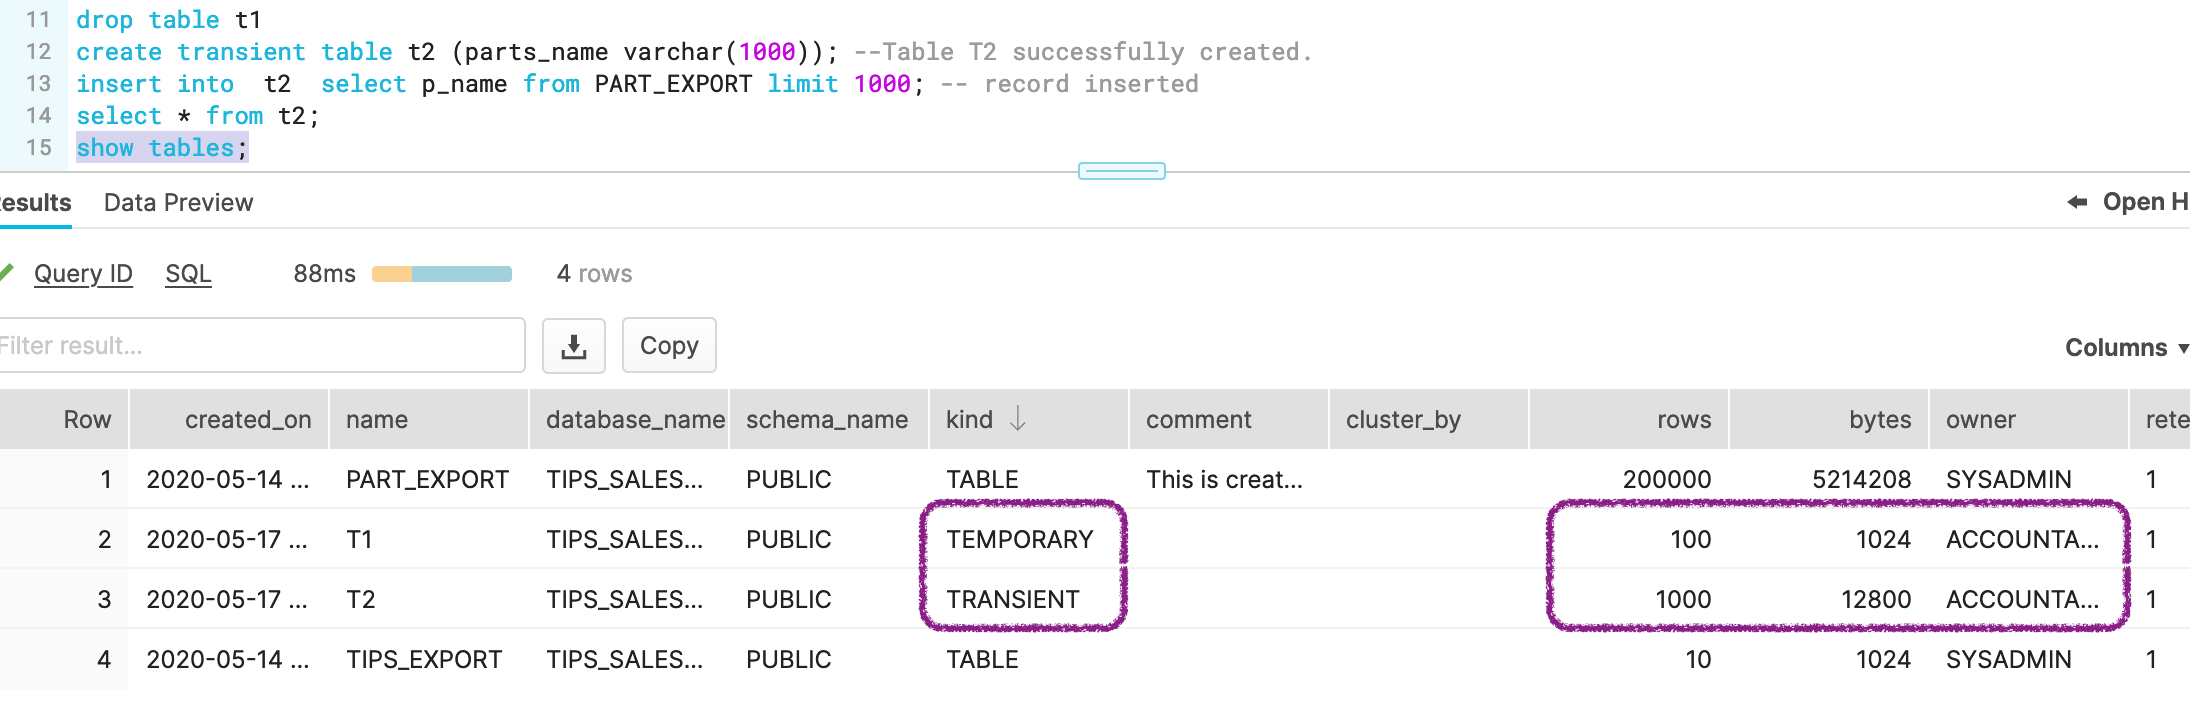 11 drop table t1
12 create transient table t2 (parts_name varchar(1000)); --Table T2 successfully created.
13 insert into  t2  select p_name from PART_EXPORT limit 1000; -- record inserted
14 select * from t2;
15 show tables;
esults Data Preview Open H
Query ID SQL 88ms 4 rows
Filter result... Copy Columns
Row created_on name database_name schema_name kind comment cluster_by rows bytes owner rete
1 2020-05-14 ... PART_EXPORT TIPS_SALES... PUBLIC TABLE This is creat... 200000 5214208 SYSADMIN 1
2 2020-05-17 ... T1 TIPS_SALES... PUBLIC TEMPORARY 100 1024 ACCOUNTA... 1
3 2020-05-17 ... T2 TIPS_SALES... PUBLIC TRANSIENT 1000 12800 ACCOUNTA... 1
4 2020-05-14 ... TIPS_EXPORT TIPS_SALES... PUBLIC TABLE 10 1024 SYSADMIN 1